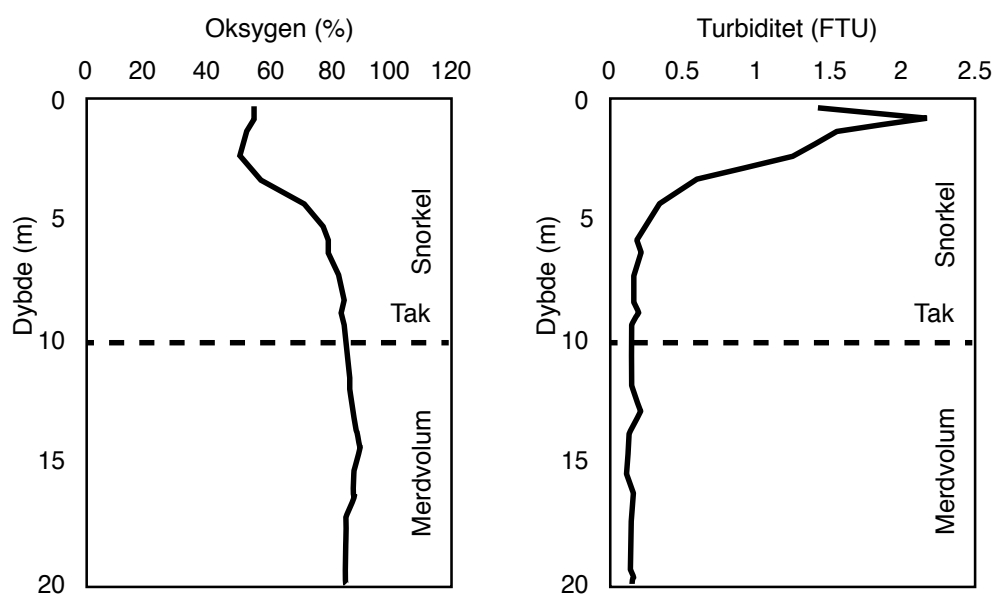 Oksygen (%)
0 20 40 60 80 100 120
0
5
10
15
20
Dybde (m)
Snorkel
Tak
Merdvolum
Turbiditet (FTU)
0 0.5 1 1.5 2 2.5
0
5
10
15
20
Dybde (m)
Snorkel
Tak
Merdvolum